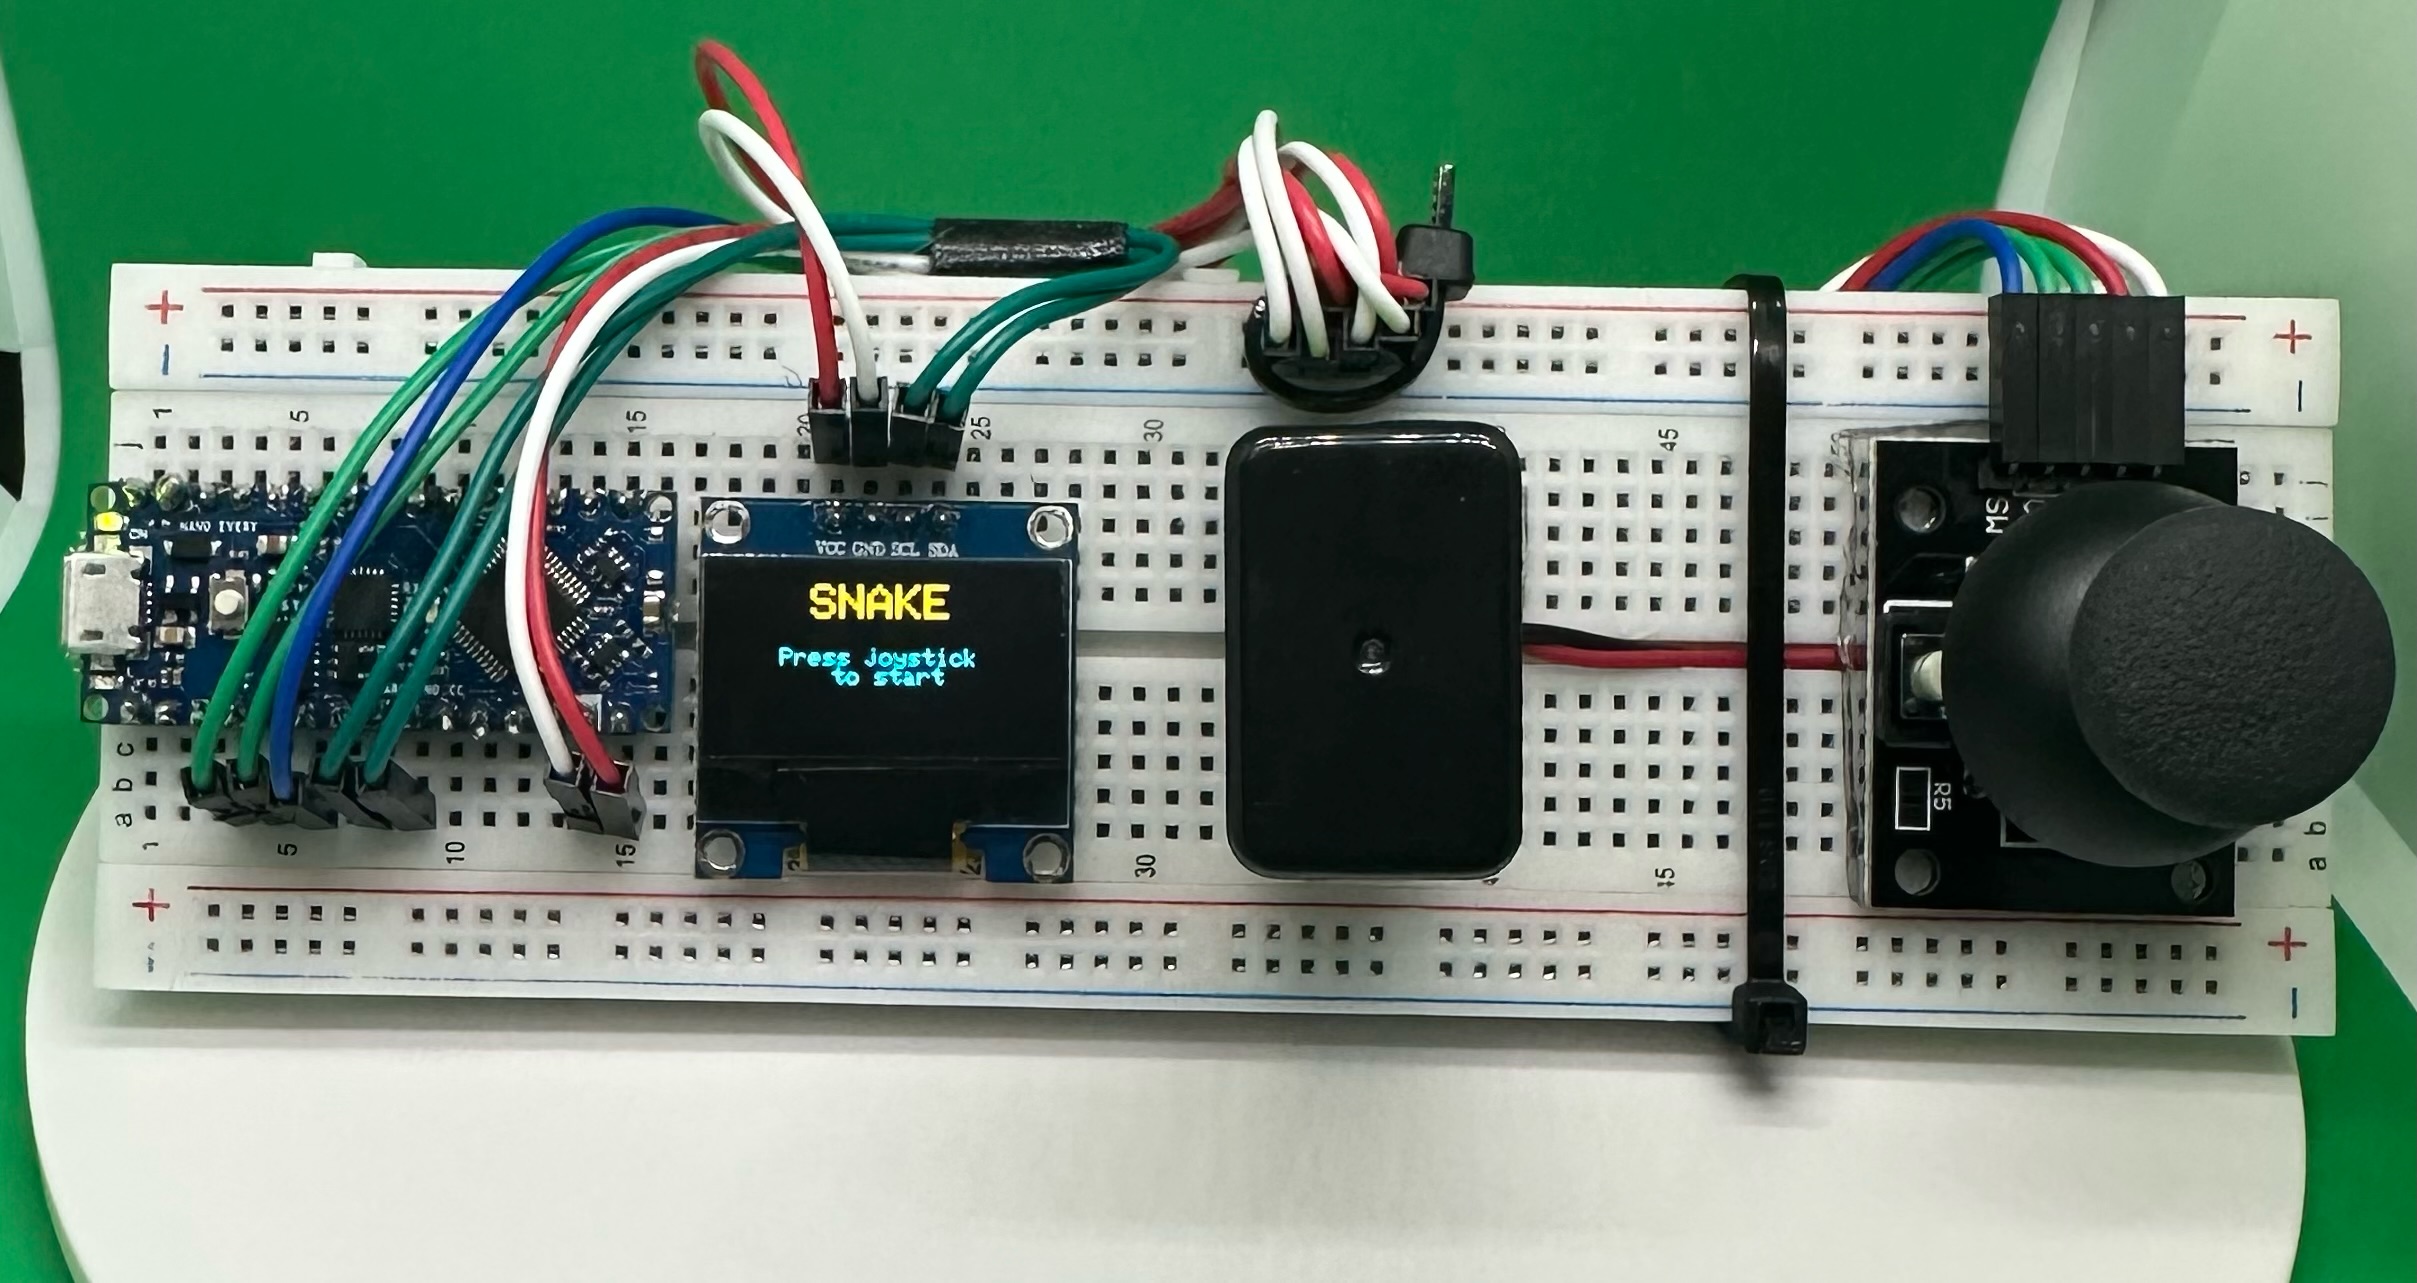 + +
1 5 15 20 25 30 45
j
NANO EVERY
VCC GND SCL SDA
MS
SNAKE
Press joystick
to start
c
b
a
R5
b
a
1 5 10 15 30 45
+ +